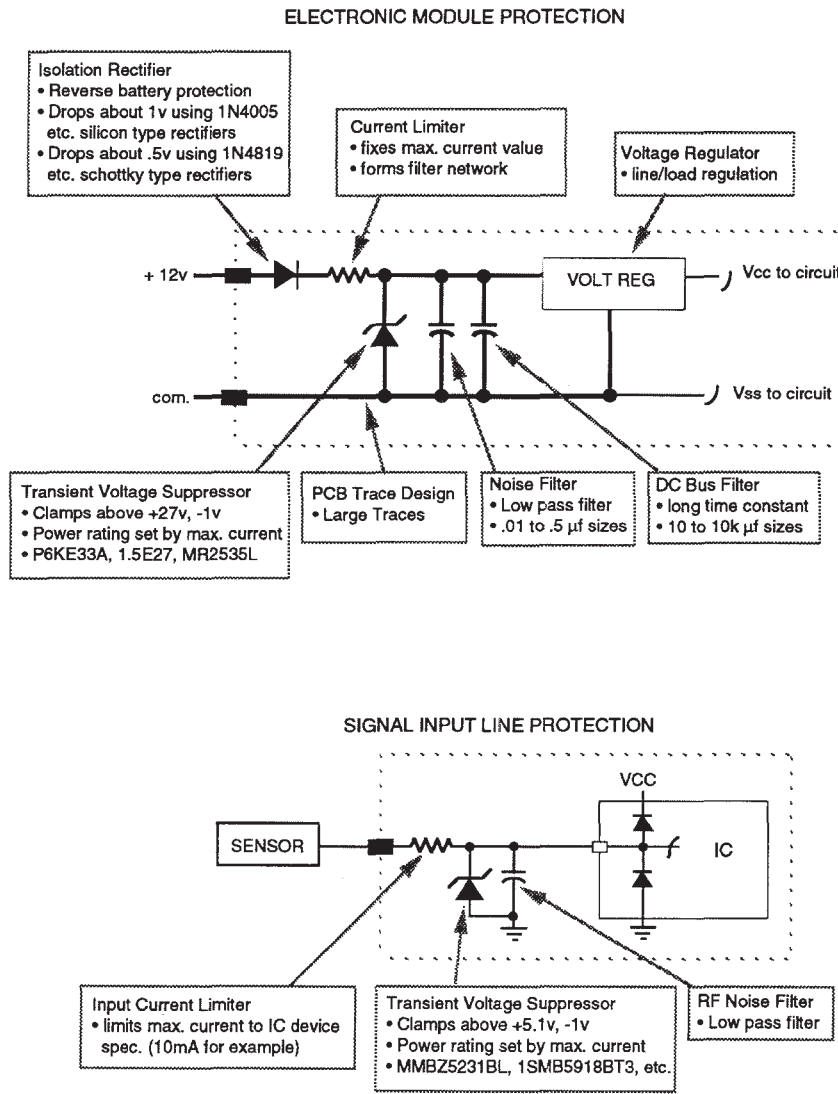 ELECTRONIC MODULE PROTECTION
Isolation Rectifier
• Reverse battery protection
• Drops about 1v using 1N4005
etc. silicon type rectifiers
• Drops about .5v using 1N4819
etc. schottky type rectifiers
Current Limiter
• fixes max. current value
• forms filter network
Voltage Regulator
• line/load regulation
+ 12v
VOLT REG
Vcc to circuit
com.
Vss to circuit
Transient Voltage Suppressor
• Clamps above +27v, -1v
• Power rating set by max. current
• P6KE33A, 1.5E27, MR2535L
PCB Trace Design
• Large Traces
Noise Filter
• Low pass filter
• .01 to .5 µf sizes
DC Bus Filter
• long time constant
• 10 to 10k µf sizes
SIGNAL INPUT LINE PROTECTION
VCC
SENSOR
IC
Input Current Limiter
• limits max. current to IC device
spec. (10mA for example)
Transient Voltage Suppressor
• Clamps above +5.1v, -1v
• Power rating set by max. current
• MMBZ5231BL, 1SMB5918BT3, etc.
RF Noise Filter
• Low pass filter